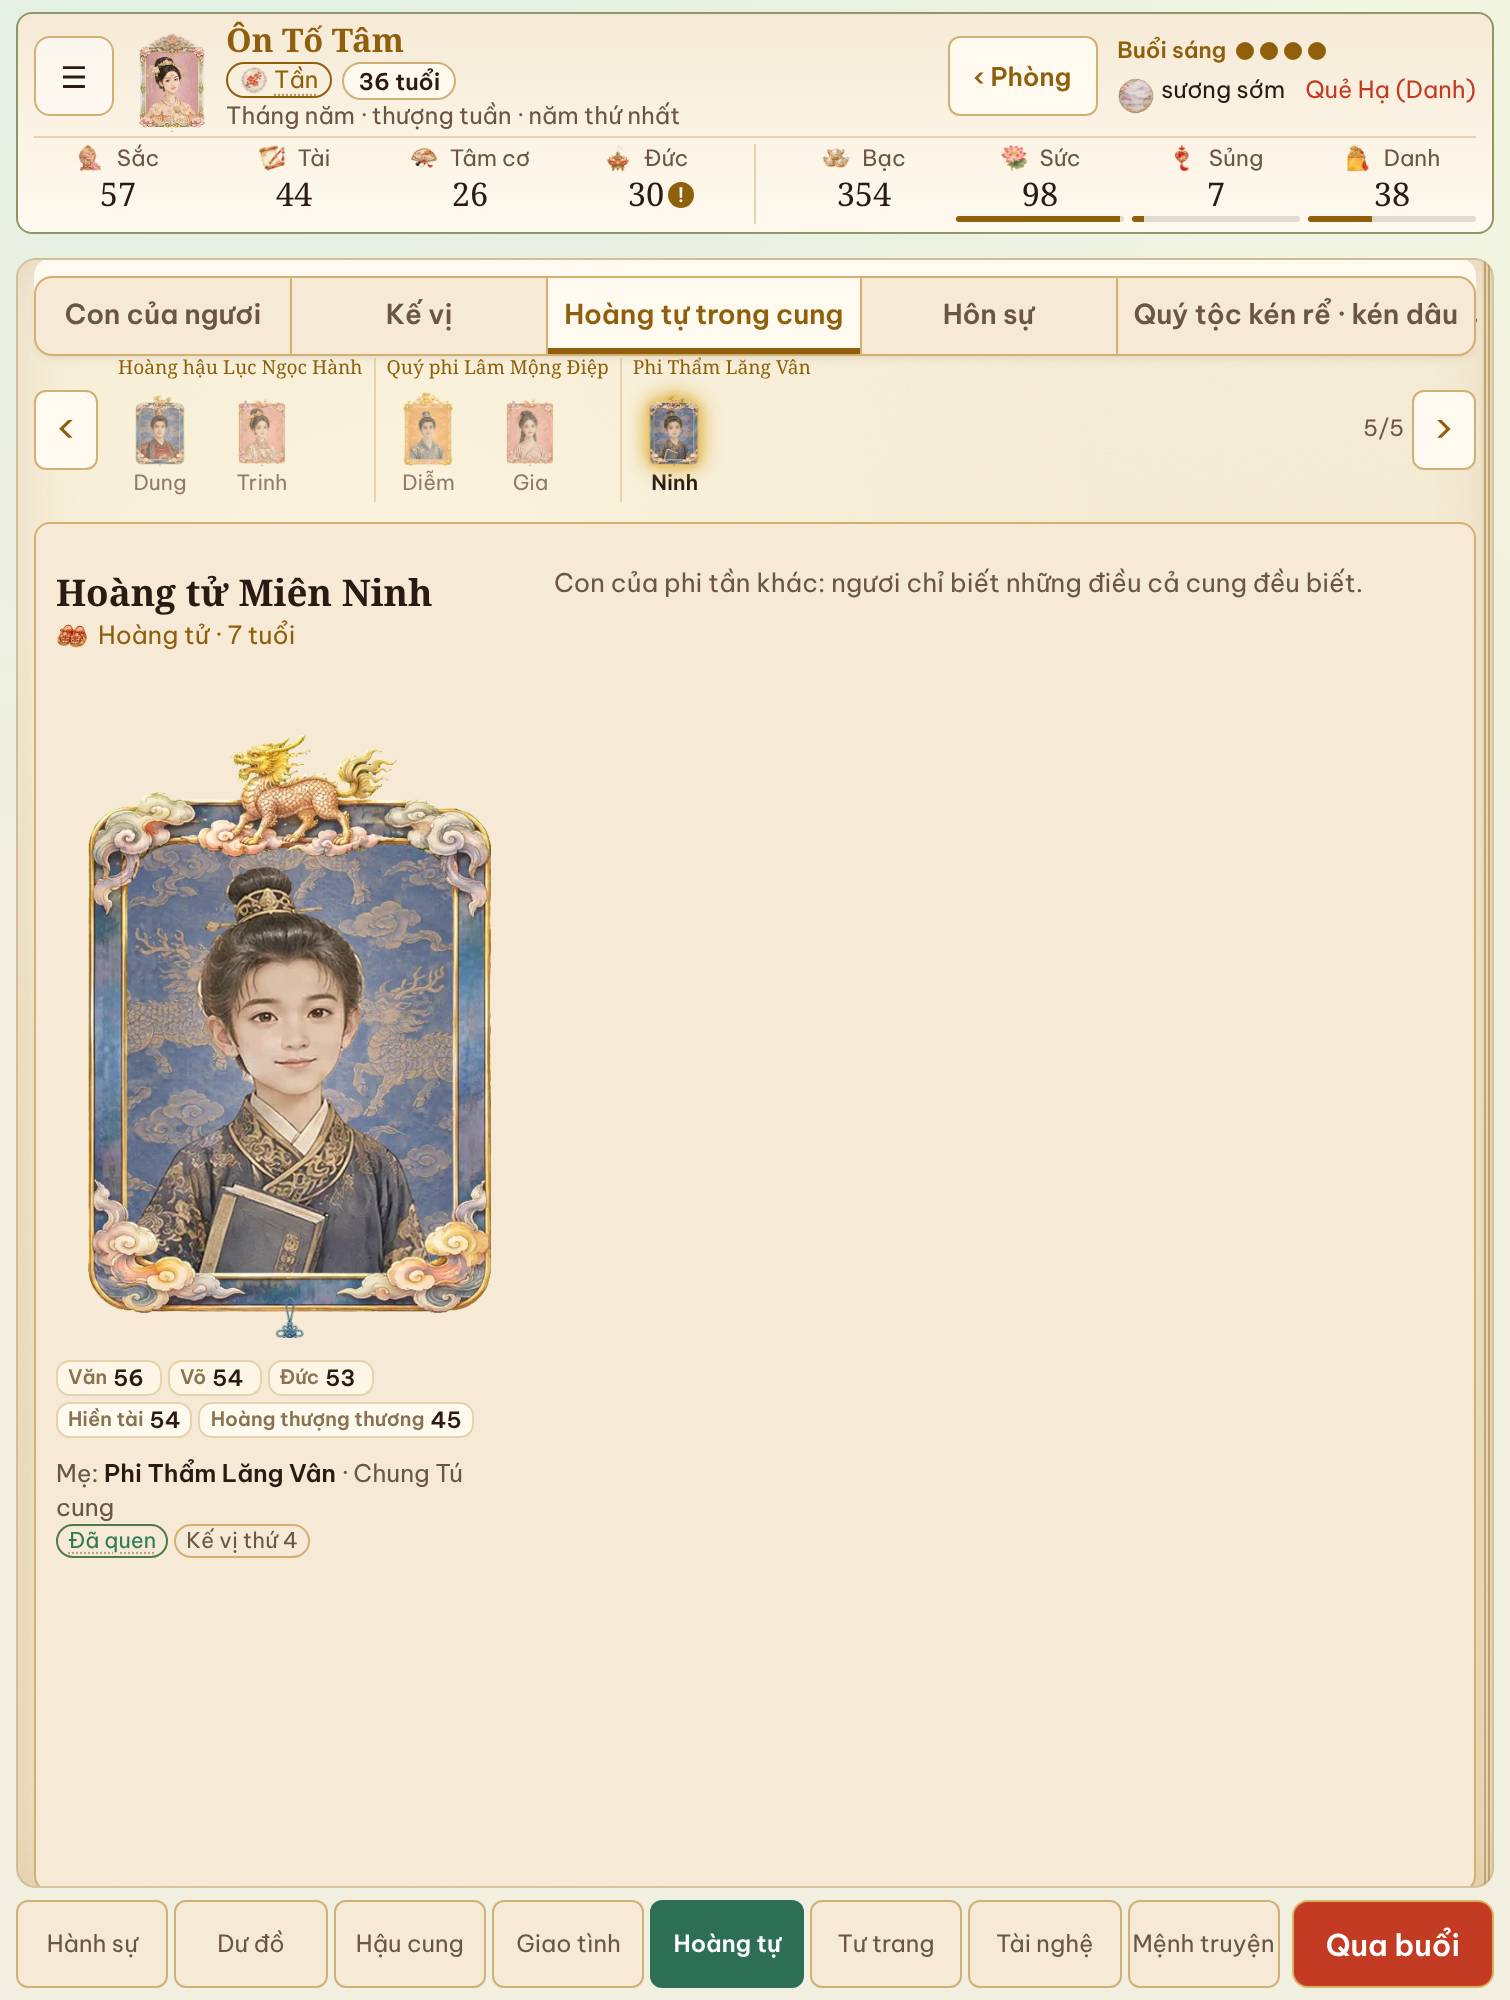 ☰
Ôn Tố Tâm
Tần
36 tuổi
Tháng năm · thượng tuần · năm thứ nhất
‹ Phòng
Buổi sáng
sương sớm
Quẻ Hạ (Danh)
Sắc Tài Tâm cơ Đức Bạc Sức Sủng Danh
57 44 26 30 ! 354 98 7 38
Con của ngươi
Kế vị
Hoàng tự trong cung
Hôn sự
Quý tộc kén rể · kén dâu
Hoàng hậu Lục Ngọc Hành
Quý phi Lâm Mộng Điệp
Phi Thẩm Lăng Vân
‹
Dung
Trinh
Diễm
Gia
Ninh
5/5
›
Hoàng tử Miên Ninh
Hoàng tử · 7 tuổi
Con của phi tần khác: ngươi chỉ biết những điều cả cung đều biết.
Văn 56
Võ 54
Đức 53
Hiền tài 54
Hoàng thượng thương 45
Mẹ: Phi Thẩm Lăng Vân · Chung Tú
cung
Đã quen
Kế vị thứ 4
Hành sự
Dư đồ
Hậu cung
Giao tình
Hoàng tự
Tư trang
Tài nghệ
Mệnh truyện
Qua buổi